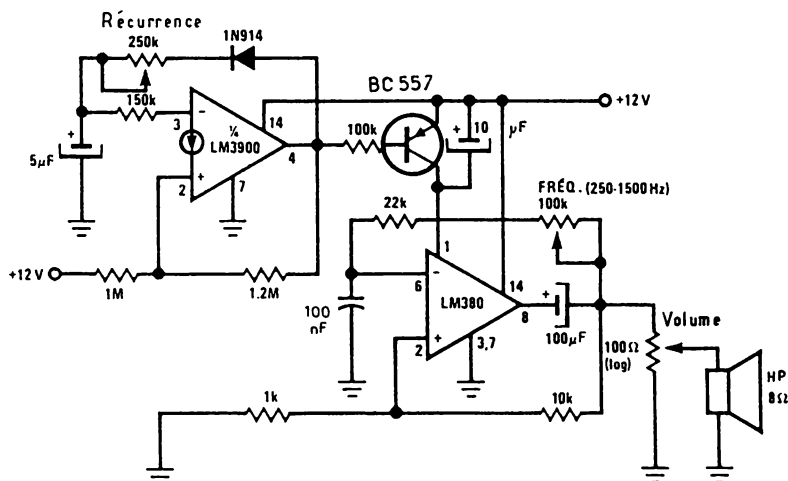 Récurrence
250k
1N914
150k
BC 557
+12V
−
3
¼
LM3900
14
4
100k
+
10
µF
+
5µF
+
2
7
FRÉQ. (250-1500 Hz)
100k
22k
1
+12V
1M
1.2M
−
6
LM380
14
8
+
100µF
100
nF
+
2
3,7
Volume
100Ω
(log)
HP
8Ω
1k
10k